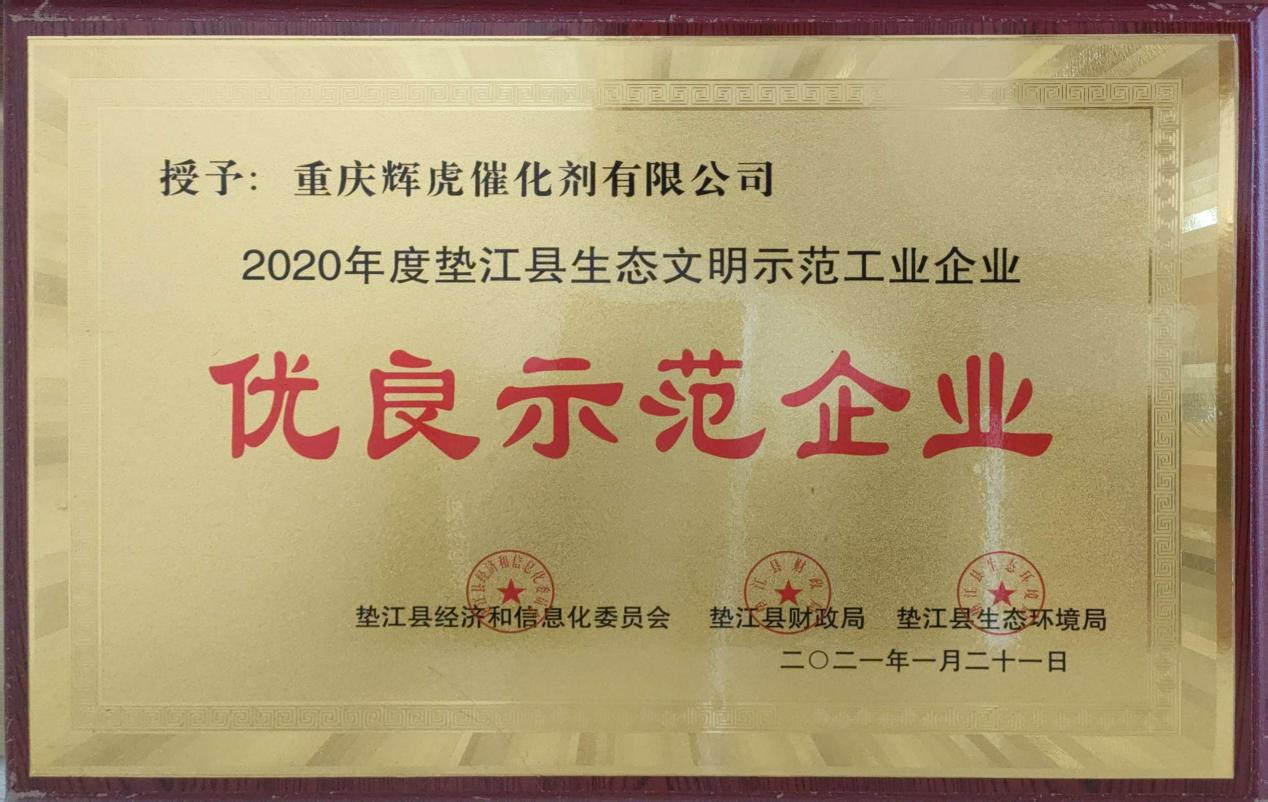 授予：重庆辉虎催化剂有限公司
2020年度垫江县生态文明示范工业企业
优良示范企业
垫江县经济和信息化委员会 垫江县财政局 垫江县生态环境局
二〇二一年一月二十一日